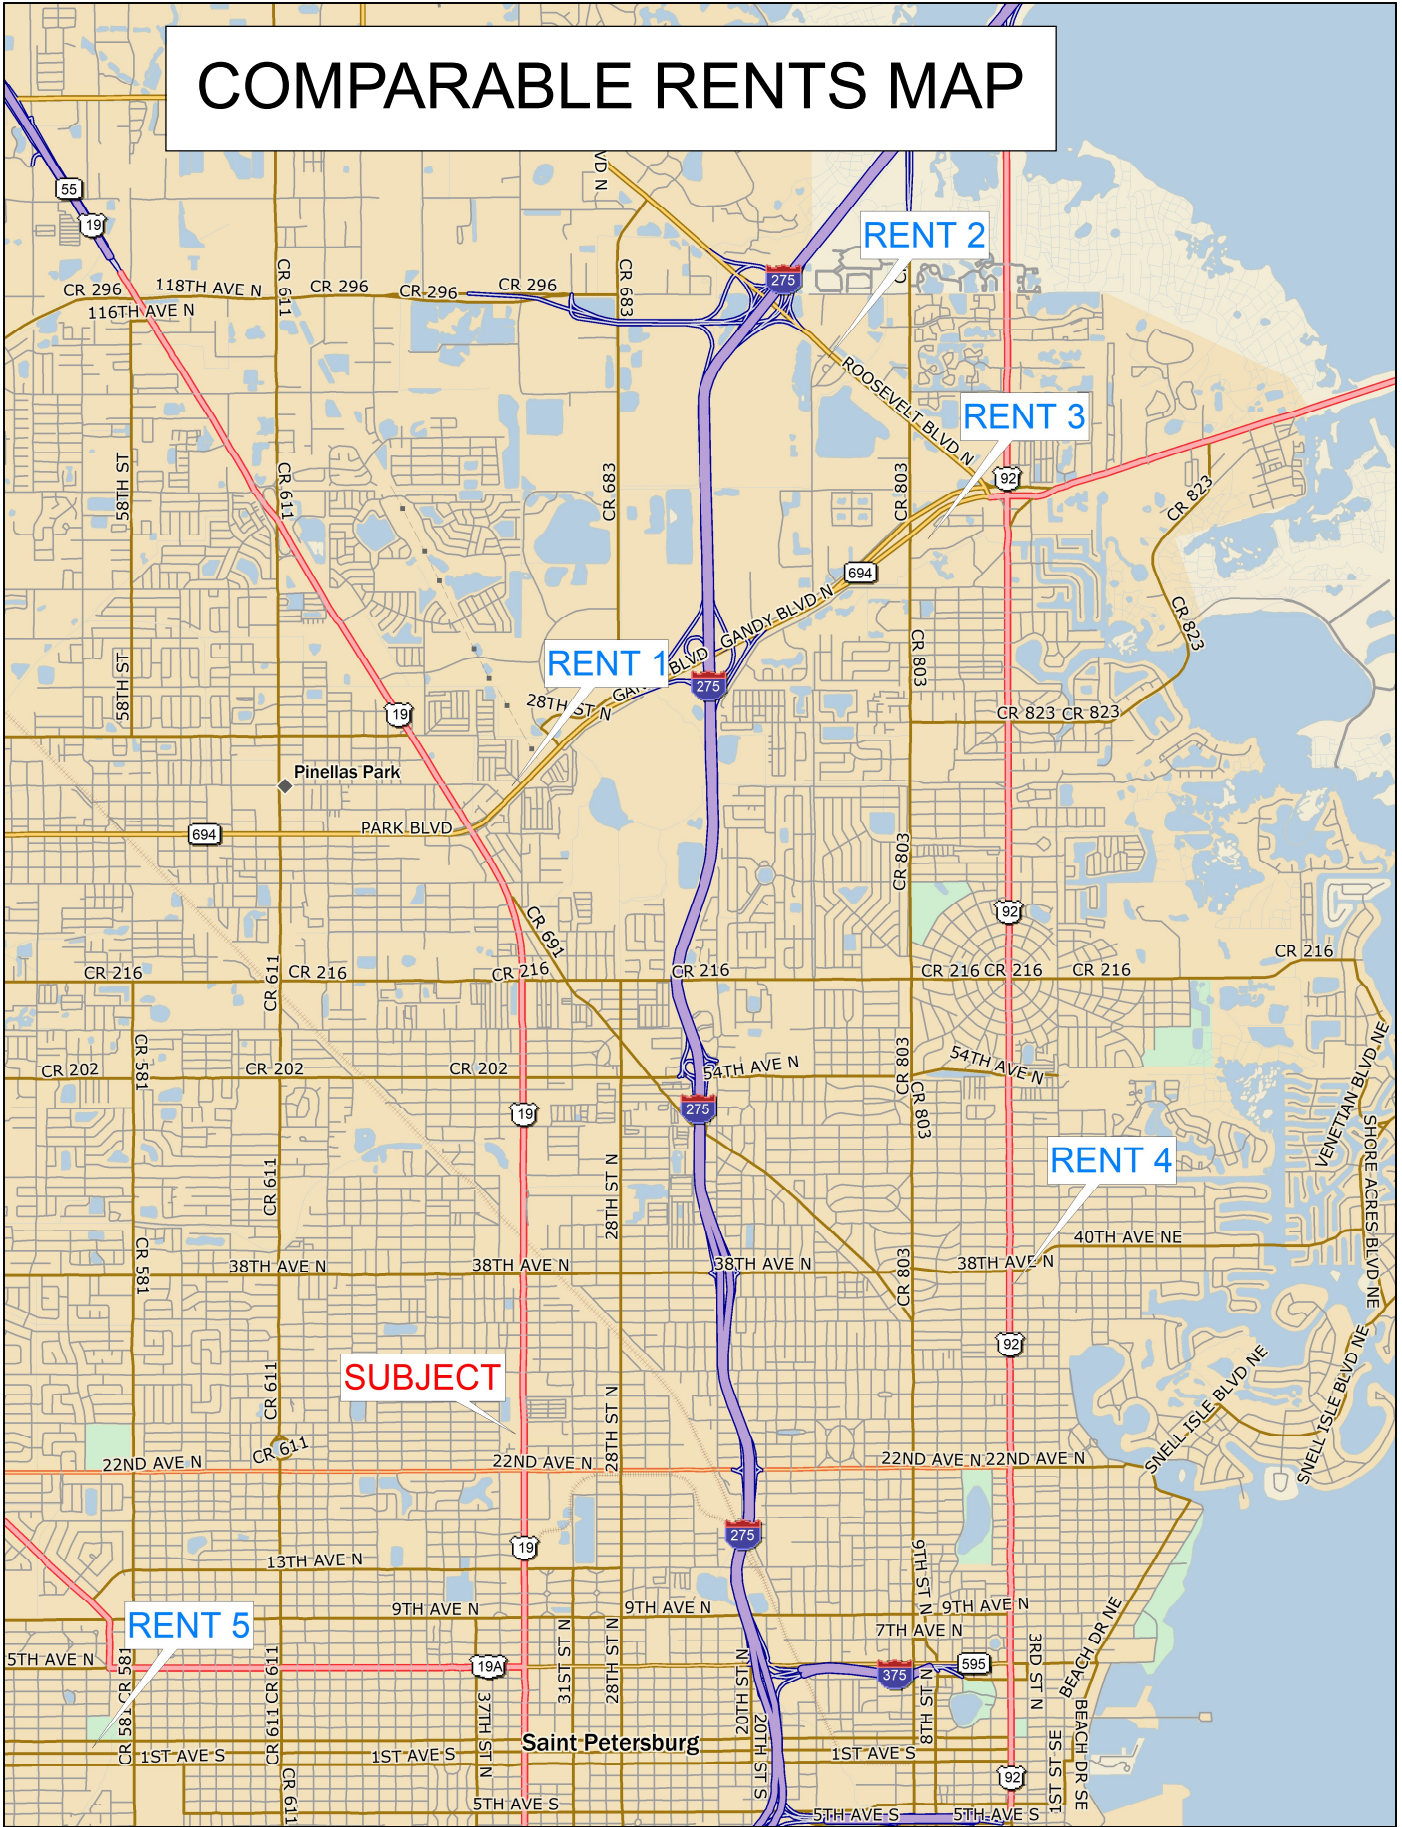 COMPARABLE RENTS MAP
VD N
55
19
RENT 2
275
C
CR 296
118TH AVE N
CR 611
CR 296
CR 296
CR 296
CR 683
116TH AVE N
ROOSEVELT BLVD N
RENT 3
58TH ST
CR 611
CR 683
CR 803
92
CR 823
694
GANDY BLVD N
CR 823
58TH ST
RENT 1
GAN
BLVD
CR 803
275
28TH ST N
19
CR 823
CR 823
Pinellas Park
694
PARK BLVD
CR 803
92
CR 691
CR 216
CR 611
CR 216
CR 216
CR 216
CR 216
CR 216
CR 216
CR 216
CR 581
CR 202
CR 202
CR 202
54TH AVE N
CR 803
54TH AVE N
VENETIAN BLVD NE
275
19
CR 803
SHORE ACRES BLVD NE
RENT 4
CR 611
28TH ST N
40TH AVE NE
CR 581
38TH AVE N
38TH AVE N
38TH AVE N
CR 803
38TH AVE N
92
SUBJECT
CR 611
28TH ST N
SNELL ISLE BLVD NE
SNELL ISLE BLVD NE
CR 611
22ND AVE N
22ND AVE N
22ND AVE N
22ND AVE N
19
275
13TH AVE N
9TH ST N
9TH AVE N
9TH AVE N
9TH AVE N
RENT 5
7TH AVE N
5TH AVE N
CR 581
CR 581
CR 611
CR 611
19A
31ST ST N
28TH ST N
20TH ST N
375
595
3RD ST N
BEACH DR NE
37TH ST N
8TH ST N
Saint Petersburg
20TH ST S
1ST AVE S
1ST AVE S
1ST AVE S
92
1ST ST SE
BEACH DR SE
CR 611
5TH AVE S
5TH AVE S
5TH AVE S